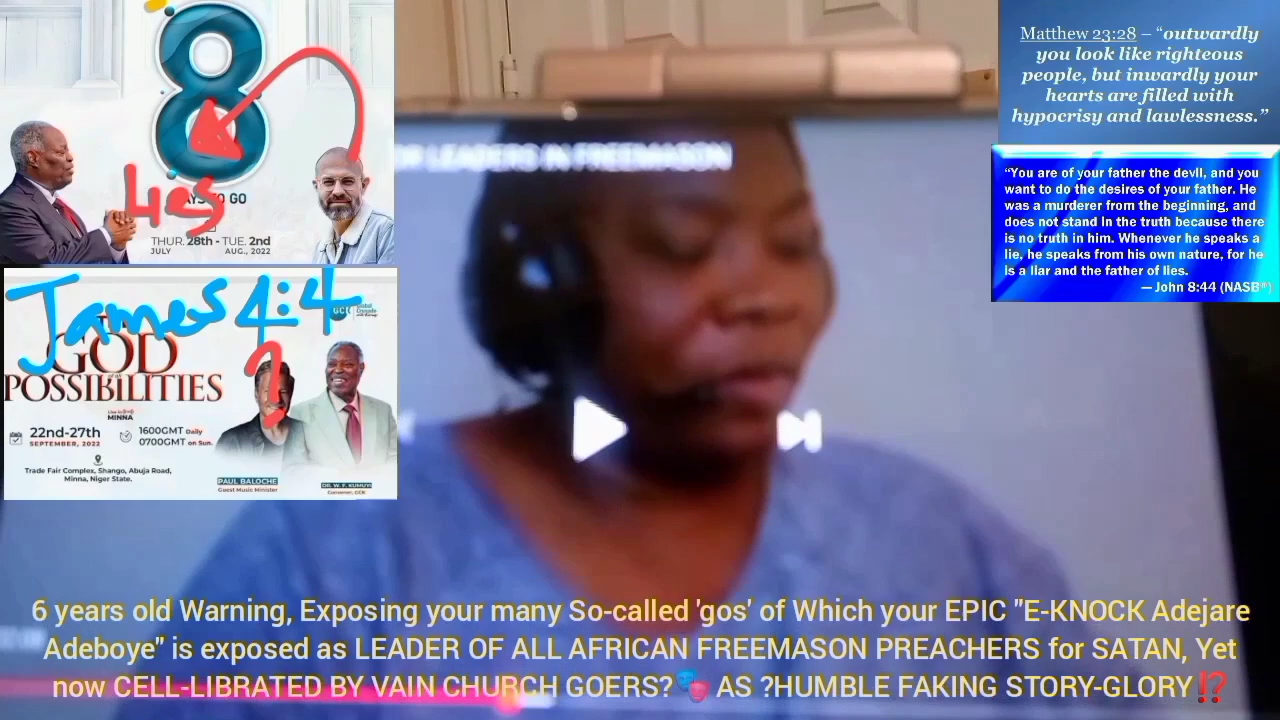 8
Lies
DAYS TO GO
THUR. 28th - TUE. 2nd
JULY AUG., 2022
James 4:4
?
GCK Global
Crusade
GOD
of all
POSSIBILITIES
MINNA
22nd-27th
SEPTEMBER, 2022
1600GMT Daily
0700GMT on Sun.
Trade Fair Complex, Shango, Abuja Road,
Minna, Niger State.
PAUL BALOCHE
Guest Music Minister
DR. W. F. KUMUYI
Convener, GCK
OR LEADERS IN FREEMASON
Matthew 23:28 – “outwardly
you look like righteous
people, but inwardly your
hearts are filled with
hypocrisy and lawlessness.”
“You are of your father the devil, and you
want to do the desires of your father. He
was a murderer from the beginning, and
does not stand in the truth because there
is no truth in him. Whenever he speaks a
lie, he speaks from his own nature, for he
is a liar and the father of lies.
— John 8:44 (NASB®)
6 years old Warning, Exposing your many So-called 'gos' of Which your EPIC "E-KNOCK Adejare
Adeboye" is exposed as LEADER OF ALL AFRICAN FREEMASON PREACHERS for SATAN, Yet
now CELL-LIBRATED BY VAIN CHURCH GOERS?🎭 AS ?HUMBLE FAKING STORY-GLORY⁉️